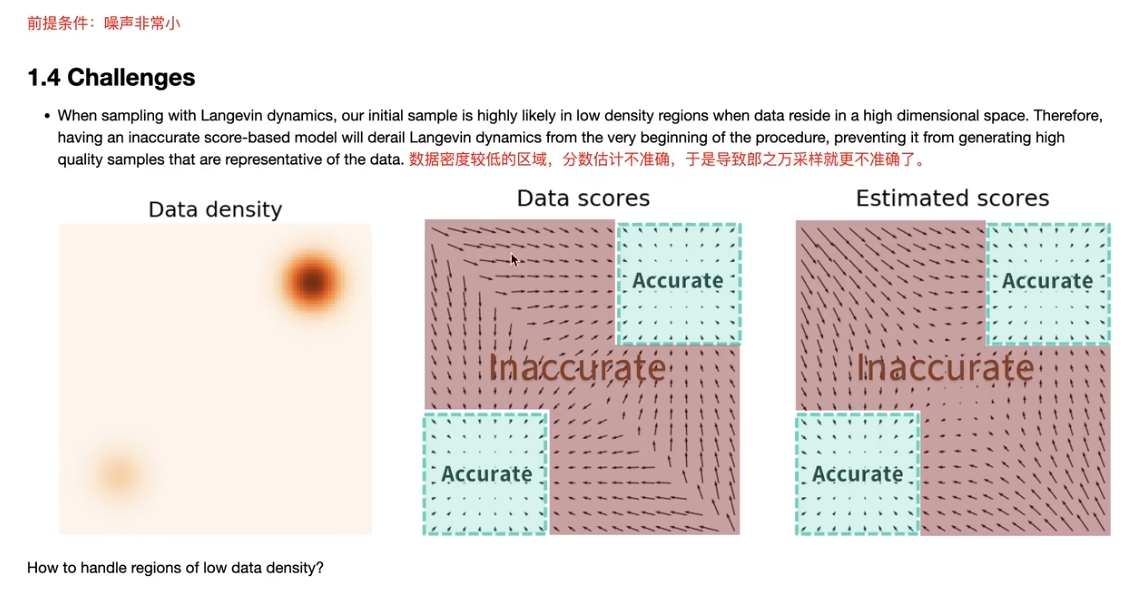 前提条件：噪声非常小
1.4 Challenges
• When sampling with Langevin dynamics, our initial sample is highly likely in low density regions when data reside in a high dimensional space. Therefore,
having an inaccurate score-based model will derail Langevin dynamics from the very beginning of the procedure, preventing it from generating high
quality samples that are representative of the data. 数据密度较低的区域，分数估计不准确，于是导致郎之万采样就更不准确了。
Data density
Data scores
Estimated scores
Accurate
Accurate
Inaccurate
Inaccurate
Accurate
Accurate
How to handle regions of low data density?